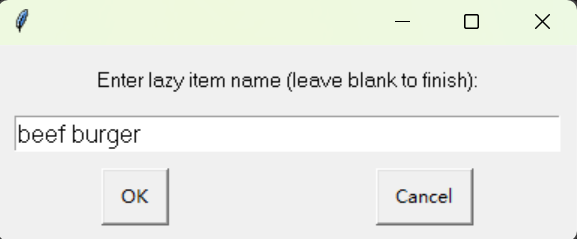 Enter lazy item name (leave blank to finish):
beef burger
OK Cancel